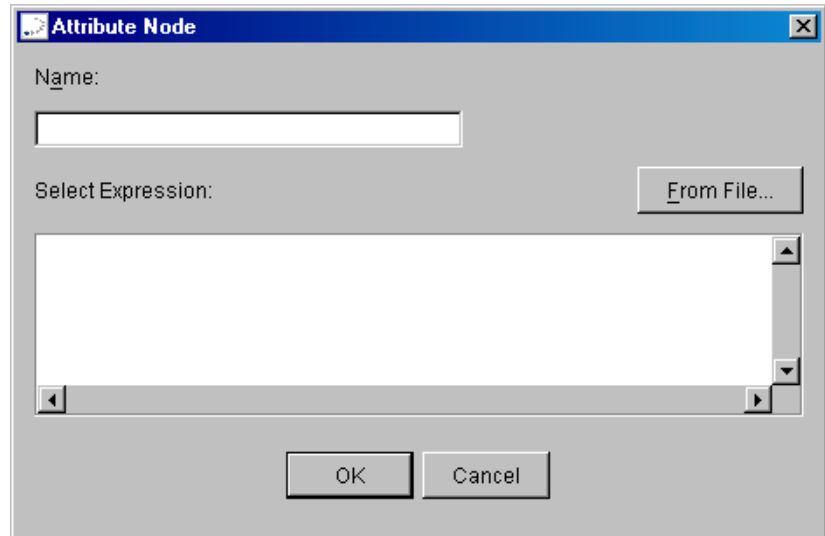 Attribute Node
Name:
Select Expression:
From File...
OK
Cancel